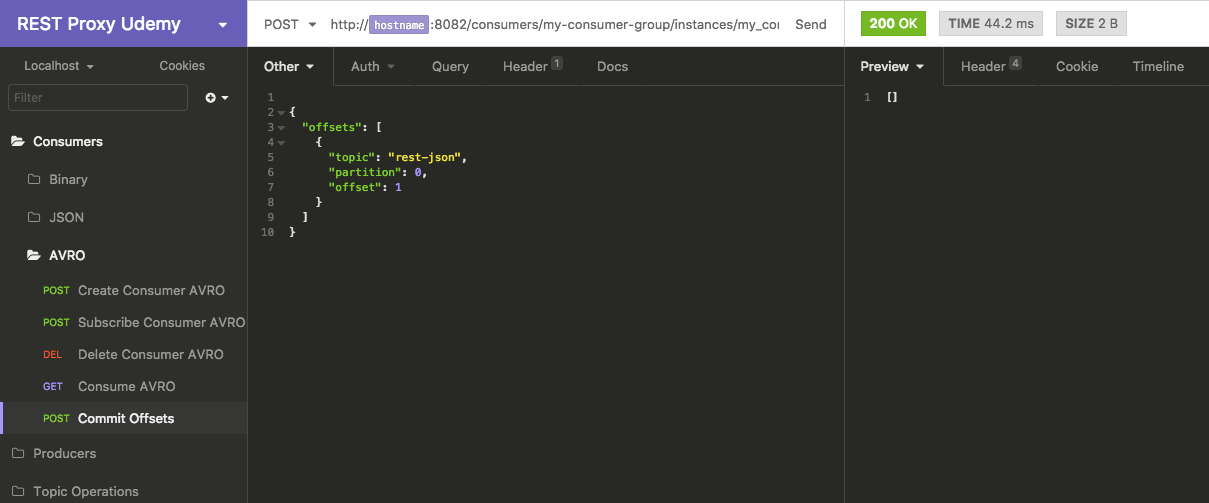 REST Proxy Udemy
POST http://hostname:8082/consumers/my-consumer-group/instances/my_con Send
200 OK TIME 44.2 ms SIZE 2 B
Localhost Cookies
Other Auth Query Header 1 Docs
Preview Header 4 Cookie Timeline
Filter
Consumers
Binary
JSON
AVRO
POST Create Consumer AVRO
POST Subscribe Consumer AVRO
DEL Delete Consumer AVRO
GET Consume AVRO
POST Commit Offsets
Producers
Topic Operations
1
2 {
3 "offsets": [
4 {
5 "topic": "rest-json",
6 "partition": 0,
7 "offset": 1
8 }
9 ]
10 }
1 []